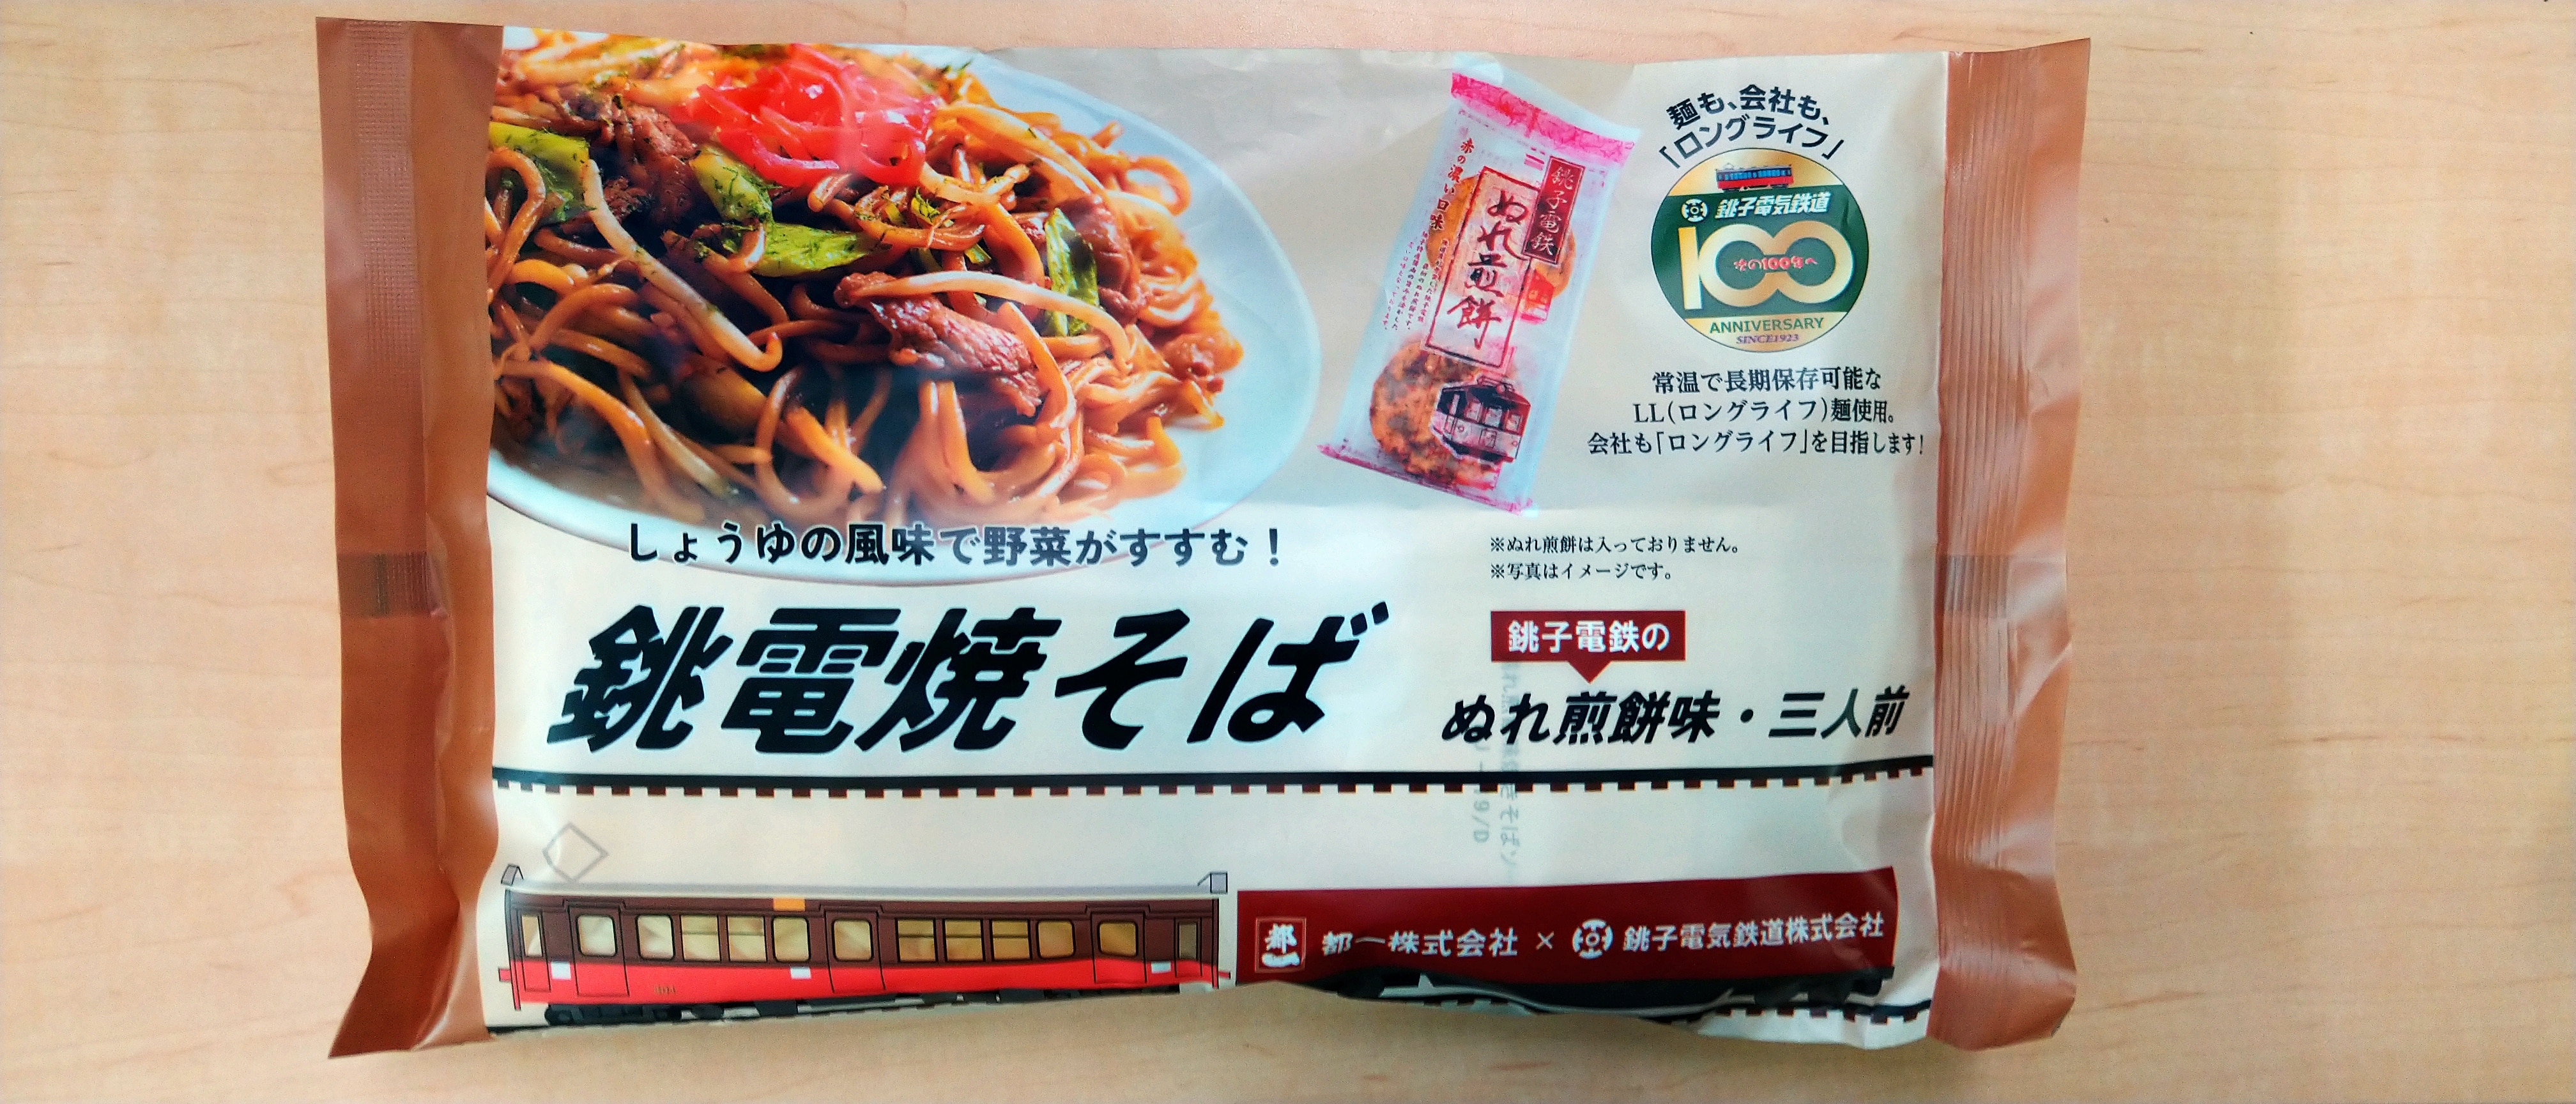 麺も、会社も、
「ロングライフ」
銚子電気鉄道
100
次の100年へ
ANNIVERSARY
SINCE1923
常温で長期保存可能な
LL(ロングライフ)麺使用。
会社も「ロングライフ」を目指します!
銚子電鉄
ぬれ煎餅
赤の濃い口味
しょうゆの風味で野菜がすすむ!
※ぬれ煎餅は入っておりません。
※写真はイメージです。
銚電焼そば
銚子電鉄の
ぬれ煎餅味・三人前
都一
都一株式会社 × 銚子電気鉄道株式会社